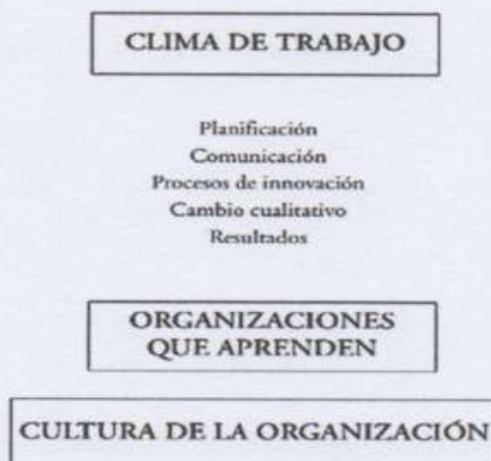 CLIMA DE TRABAJO
Planificación
Comunicación
Procesos de innovación
Cambio cualitativo
Resultados
ORGANIZACIONES
QUE APRENDEN
CULTURA DE LA ORGANIZACIÓN